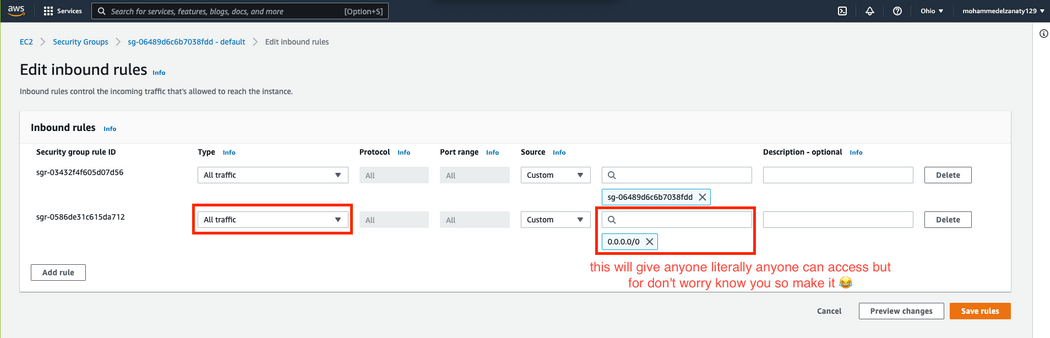 aws
Services
Search for services, features, blogs, docs, and more
[Option+S]
Ohio ▼
mohammedelzanaty129 ▼
EC2 > Security Groups > sg-06489d6c6b7038fdd - default > Edit inbound rules
Edit inbound rules Info
Inbound rules control the incoming traffic that's allowed to reach the instance.
Inbound rules Info
Security group rule ID Type Info Protocol Info Port range Info Source Info Description - optional Info
sgr-03432f4f605d07d56 All traffic All All Custom Delete
sg-06489d6c6b7038fdd
sgr-0586de31c615da712 All traffic All All Custom Delete
0.0.0.0/0
this will give anyone literally anyone can access but
for don't worry know you so make it 😂
Add rule
Cancel Preview changes Save rules